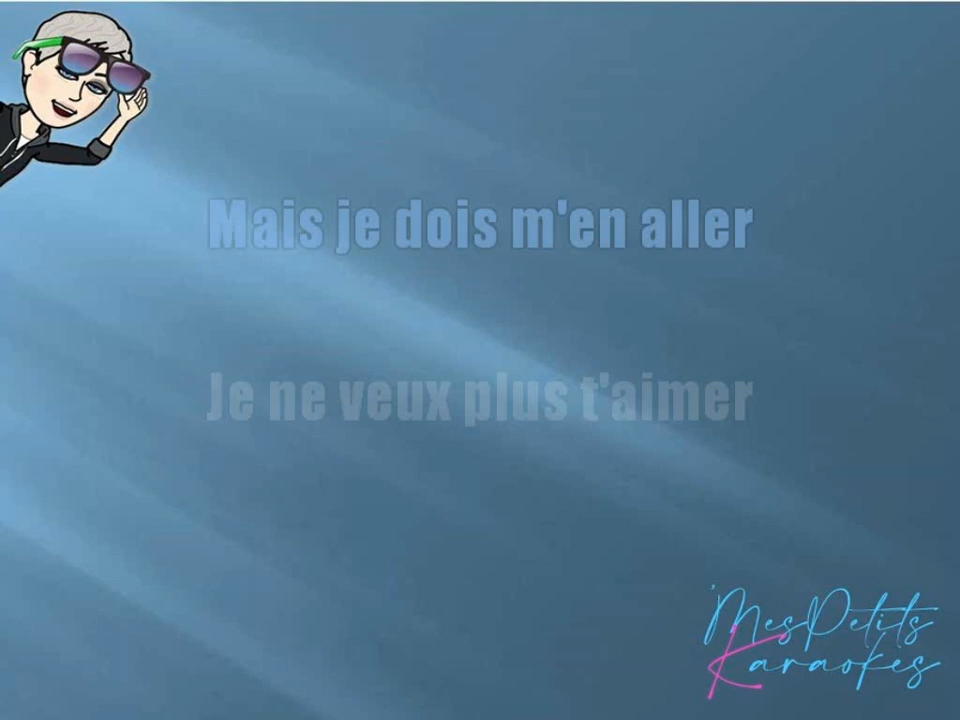 Mais je dois m'en aller
Je ne veux plus t'aimer
MesPetits
Karaokes